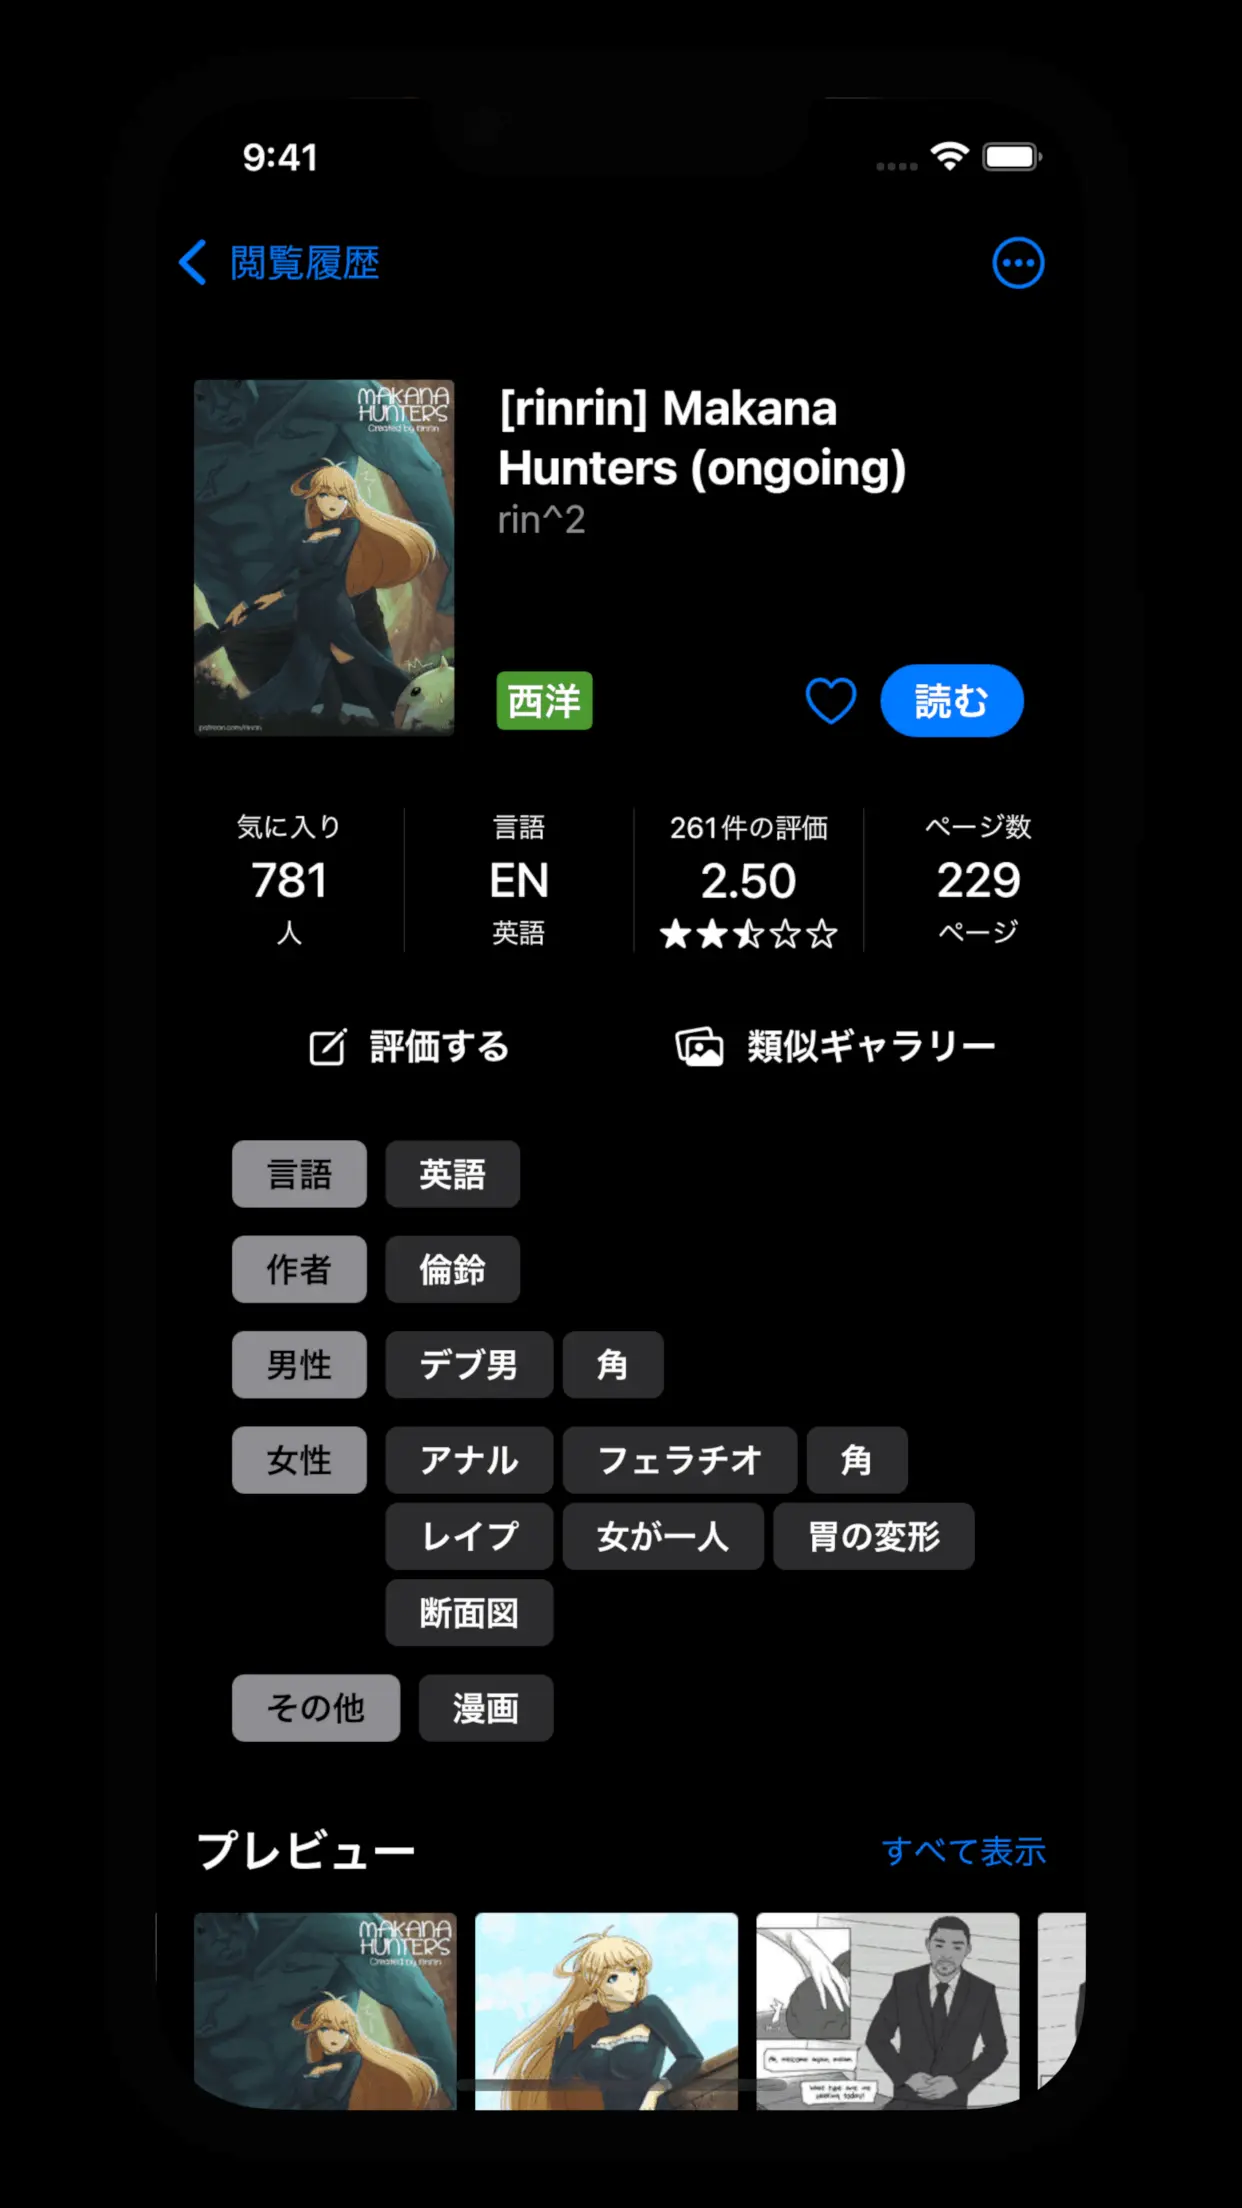 9:41
閲覧履歴
MAKANA
HUNTERS
Created by rinrin
patreon.com/rinrin
[rinrin] Makana
Hunters (ongoing)
rin^2
西洋
読む
気に入り
781
人
言語
EN
英語
261件の評価
2.50
ページ数
229
ページ
評価する
類似ギャラリー
言語 英語
作者 倫鈴
男性 デブ男 角
女性 アナル フェラチオ 角
レイプ 女が一人 胃の変形
断面図
その他 漫画
プレビュー
すべて表示
MAKANA
HUNTERS
Created by rinrin